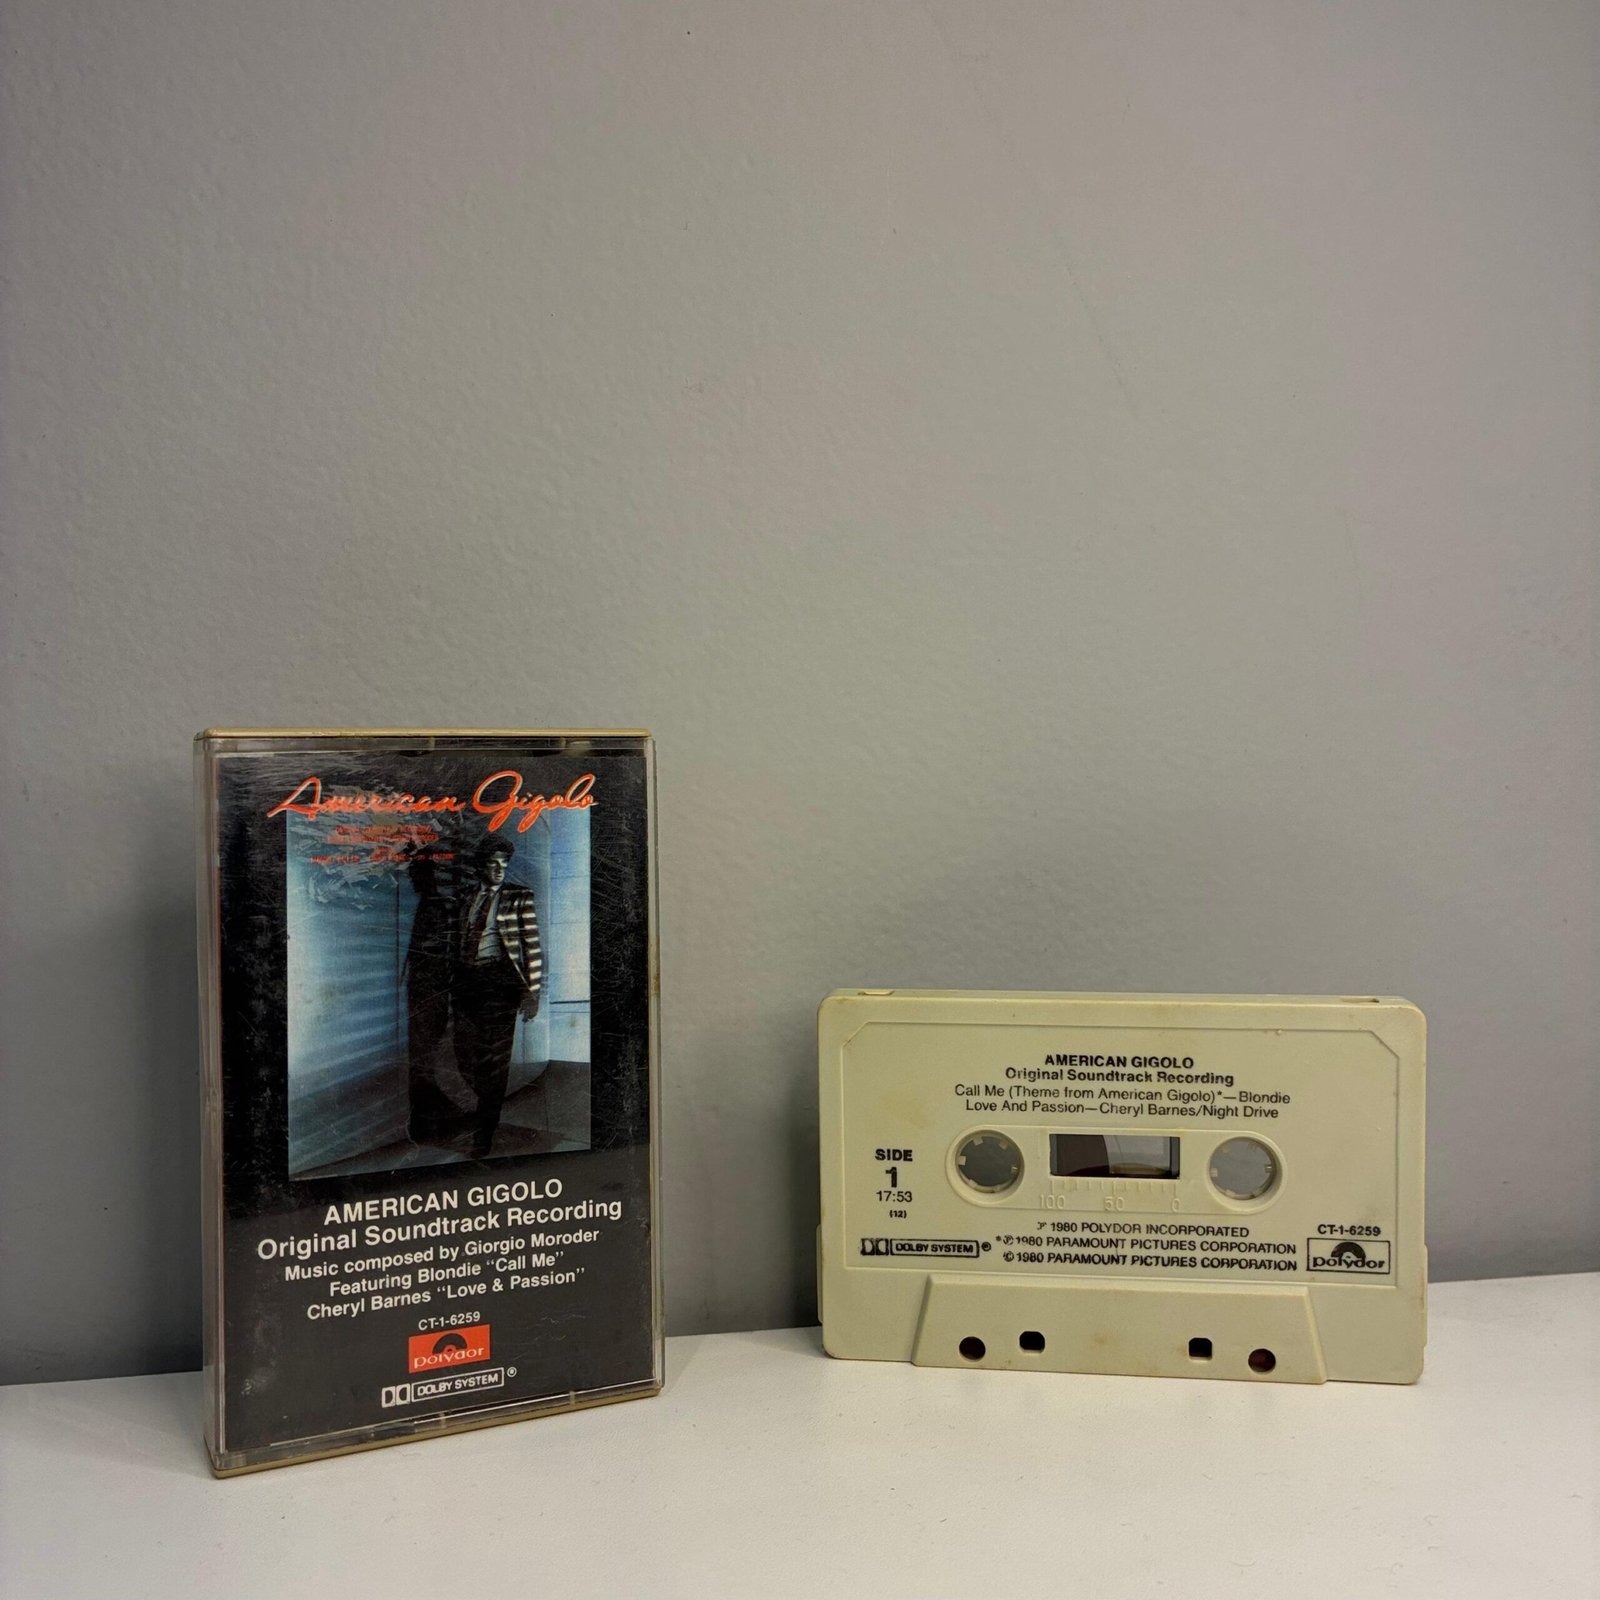 American Gigolo
AMERICAN GIGOLO
Original Soundtrack Recording
Music composed by Giorgio Moroder
Featuring Blondie "Call Me"
Cheryl Barnes "Love & Passion"
CT-1-6259
polydor
DOLBY SYSTEM ®
AMERICAN GIGOLO
Original Soundtrack Recording
Call Me (Theme from American Gigolo)*—Blondie
Love And Passion—Cheryl Barnes/Night Drive
SIDE
1
17:53
(12)
100 50 0
℗ 1980 POLYDOR INCORPORATED
*℗ 1980 PARAMOUNT PICTURES CORPORATION
© 1980 PARAMOUNT PICTURES CORPORATION
DOLBY SYSTEM ®
CT-1-6259
polydor